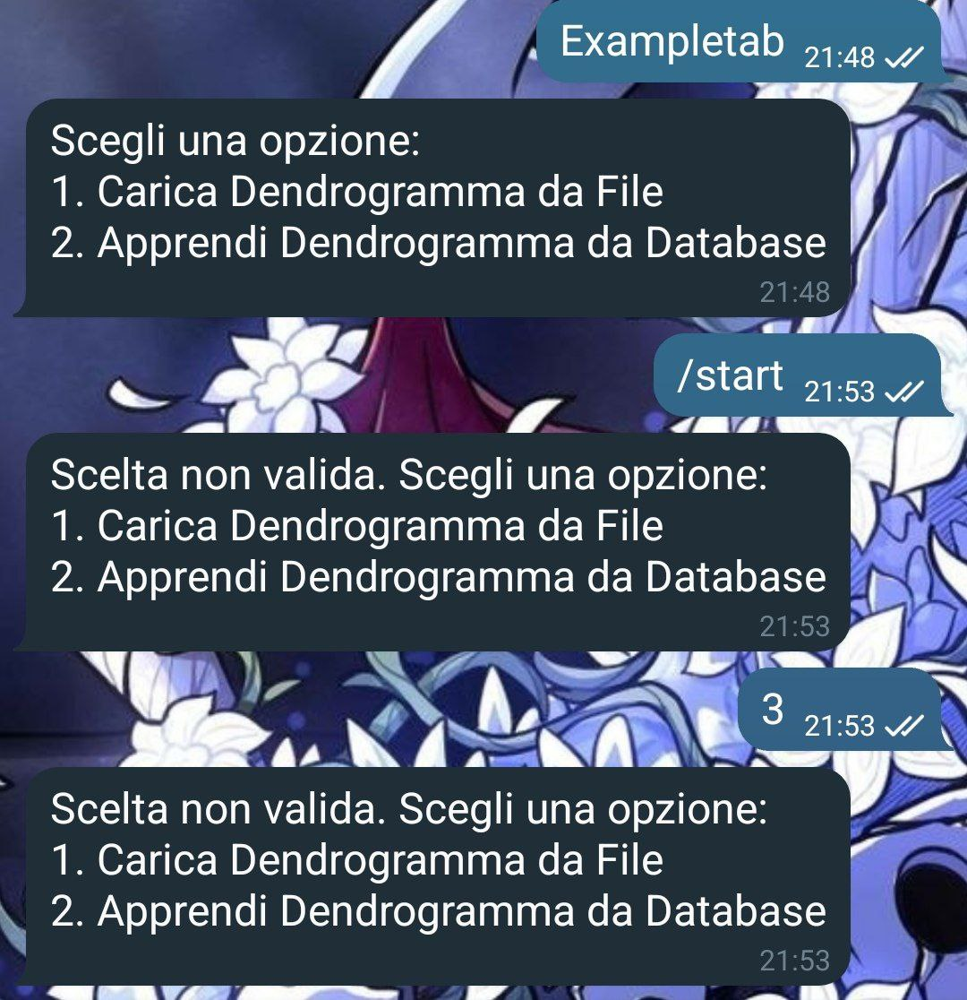 Exampletab 21:48
Scegli una opzione:
1. Carica Dendrogramma da File
2. Apprendi Dendrogramma da Database
21:48
/start 21:53
Scelta non valida. Scegli una opzione:
1. Carica Dendrogramma da File
2. Apprendi Dendrogramma da Database
21:53
3 21:53
Scelta non valida. Scegli una opzione:
1. Carica Dendrogramma da File
2. Apprendi Dendrogramma da Database
21:53